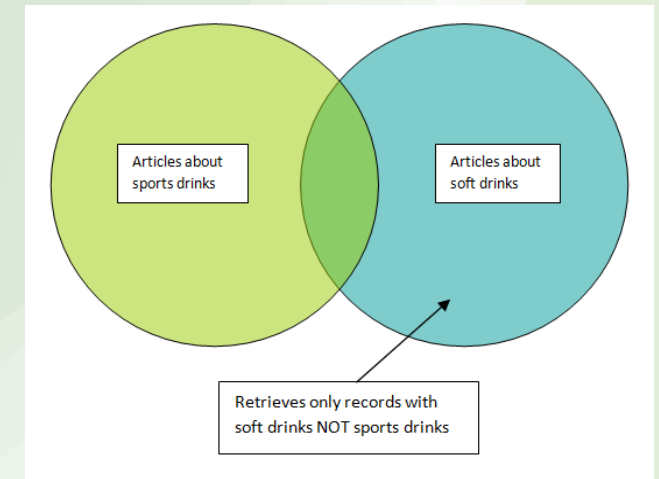 Articles about
sports drinks
Articles about
soft drinks
Retrieves only records with
soft drinks NOT sports drinks